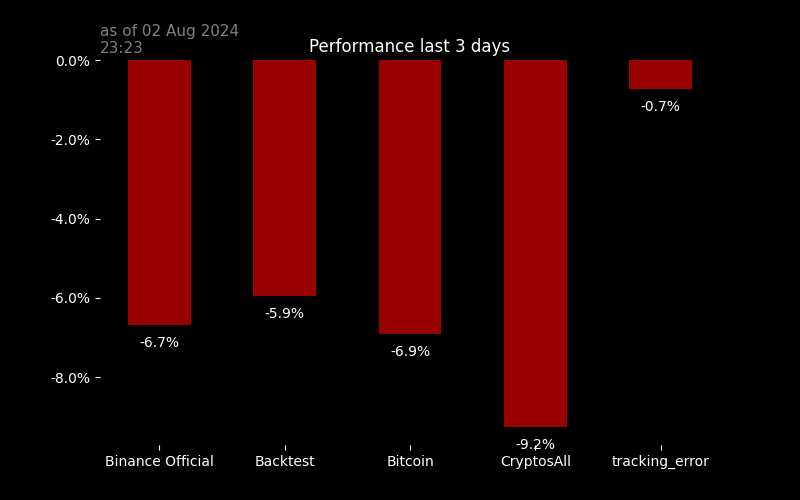 as of 02 Aug 2024
23:23
Performance last 3 days
0.0%
-2.0%
-4.0%
-6.0%
-8.0%
-6.7%
-5.9%
-6.9%
-9.2%
-0.7%
Binance Official
Backtest
Bitcoin
CryptosAll
tracking_error